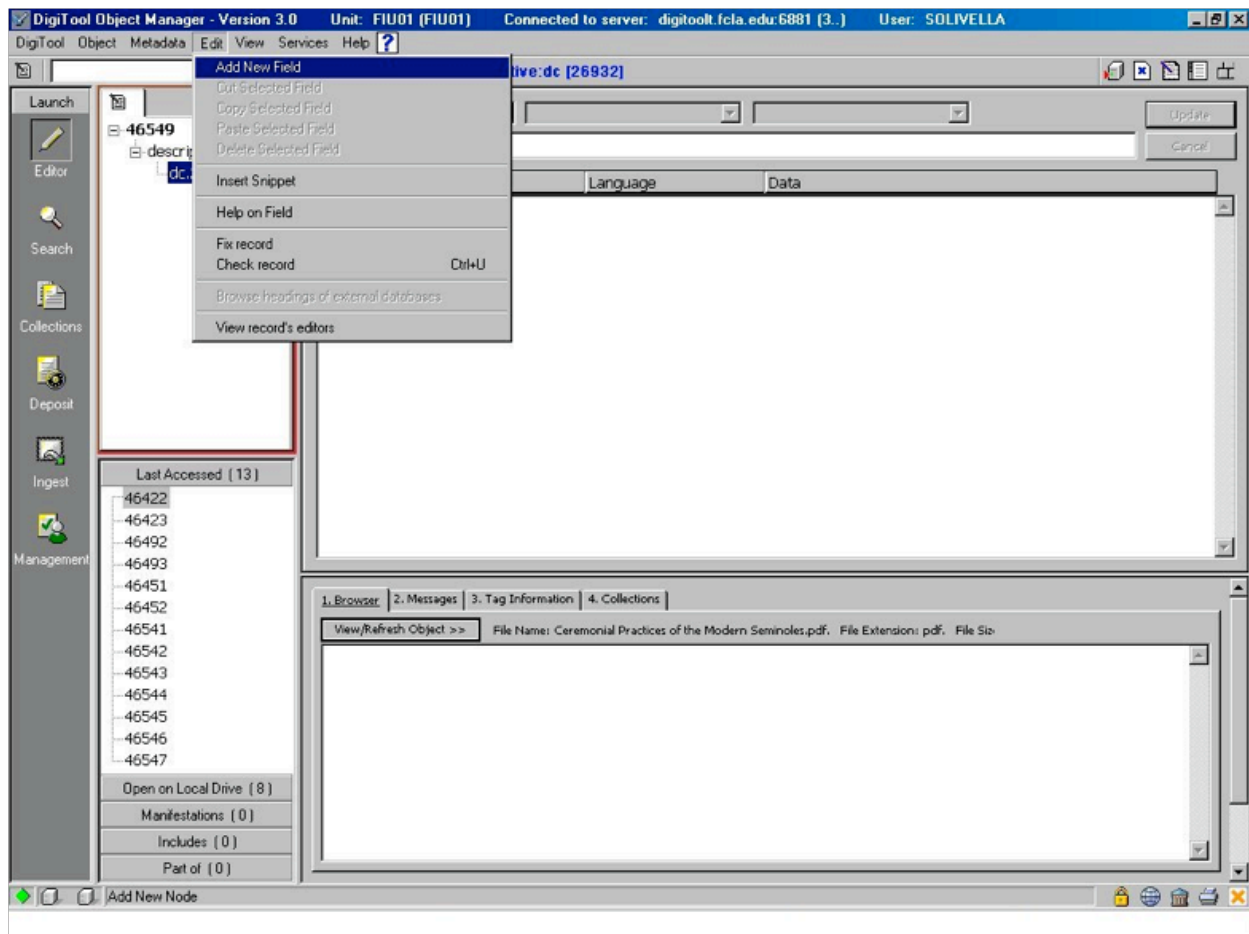 DigiTool Object Manager - Version 3.0 Unit: FIU01 (FIU01) Connected to server: digitoolt.fcla.edu:6881 (3..) User: SOLIVELLA
DigiTool Object Metadata Edit View Services Help ?
tive:dc [26932]
Add New Field
Cut Selected Field
Copy Selected Field
Paste Selected Field
Delete Selected Field
Insert Snippet
Help on Field
Fix record
Check record Ctrl+U
Browse headings of external databases
View record's editors
Launch
Editor
Search
Collections
Deposit
Ingest
Management
46549
descrip
dc.
Update
Cancel
Language Data
Last Accessed (13)
46422
46423
46492
46493
46451
46452
46541
46542
46543
46544
46545
46546
46547
Open on Local Drive (8)
Manifestations (0)
Includes (0)
Part of (0)
1. Browser 2. Messages 3. Tag Information 4. Collections
View/Refresh Object >> File Name: Ceremonial Practices of the Modern Seminoles.pdf, File Extension: pdf, File Siz
Add New Node